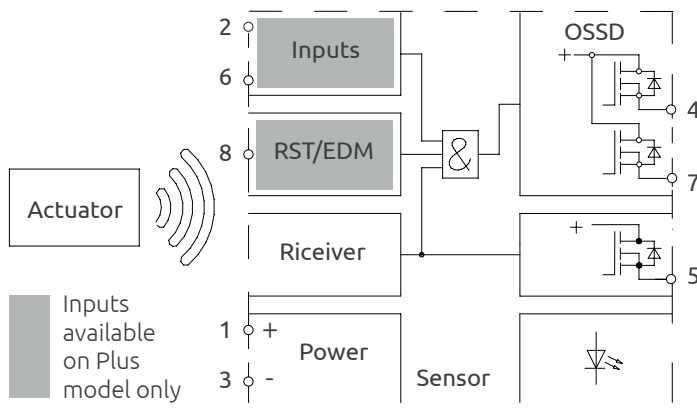 2
Inputs
OSSD
+
6
4
8
RST/EDM
&
7
Actuator
Riceiver
+
5
Inputs
available
on Plus
model only
1 +
Power
3 -
Sensor